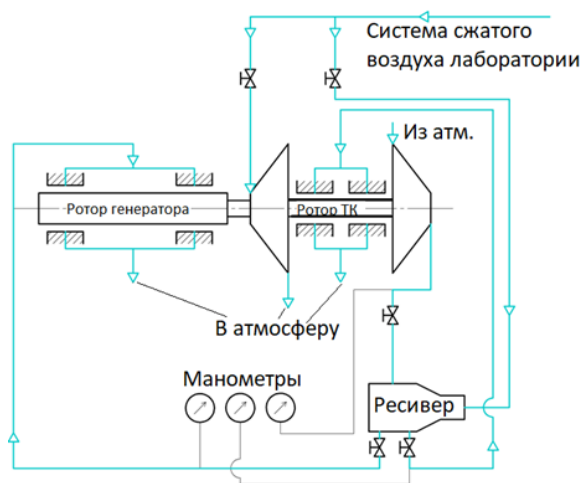 Система сжатого
воздуха лаборатории
Из атм.
Ротор генератора
Ротор ТК
В атмосферу
Манометры
Ресивер